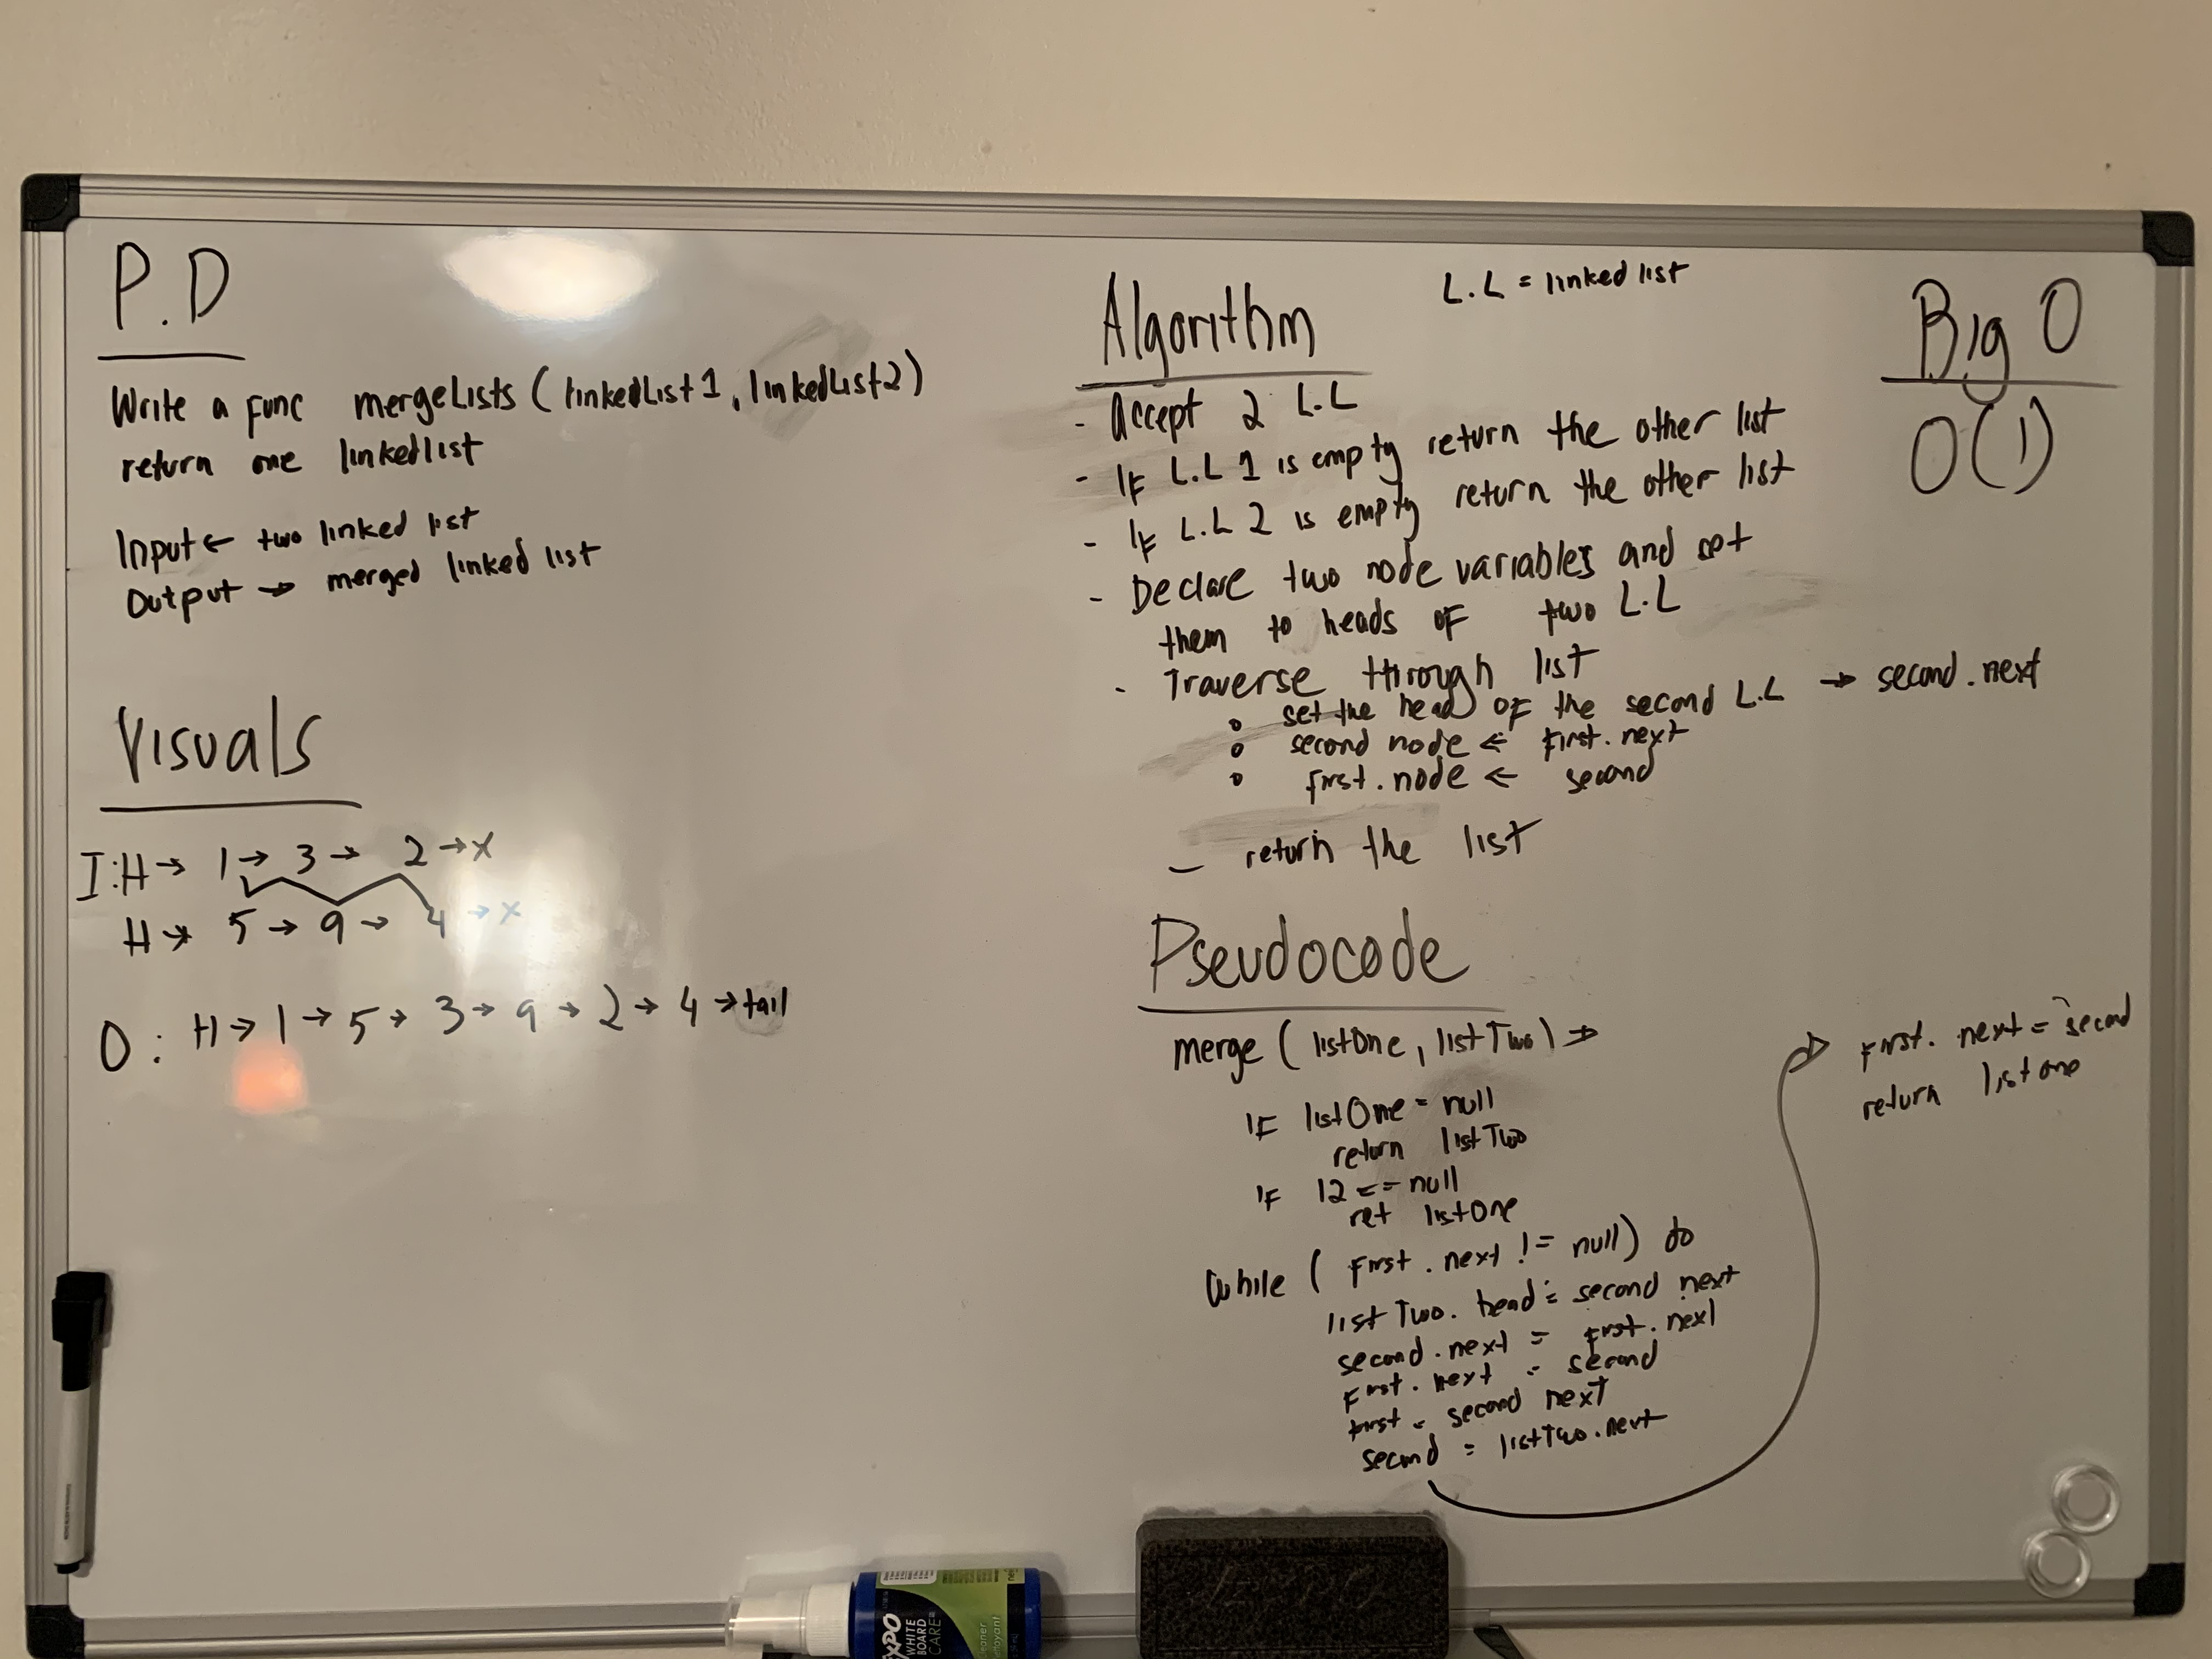 P.D
Write a func mergeLists (linkedList1, linkedList2)
return one linkedlist
Input ← two linked list
Output → merged linked list
Visuals
I: H → 1 → 3 → 2 → X
H → 5 → 9 → 4 → X
O: H → 1 → 5 → 3 → 9 → 2 → 4 → tail
L.L = linked list
Algorithm
- Accept 2 L.L
- IF L.L 1 is empty return the other list
- IF L.L 2 is empty return the other list
- Declare two node variables and set
them to heads of two L.L
- Traverse through list
o set the head of the second L.L → second.next
o second node ← first.next
o first.node ← second
- return the list
Pseudocode
merge (listOne, listTwo) →
IF listOne = null
return listTwo
IF l2 == null
ret listOne
while ( First.next != null) do
listTwo.head = second next
second.next = first.next
First.next = second
first = second next
second = listTwo.next
First.next = second
return listone
Big O
O(1)
EXPO
WHITE
BOARD
CARE